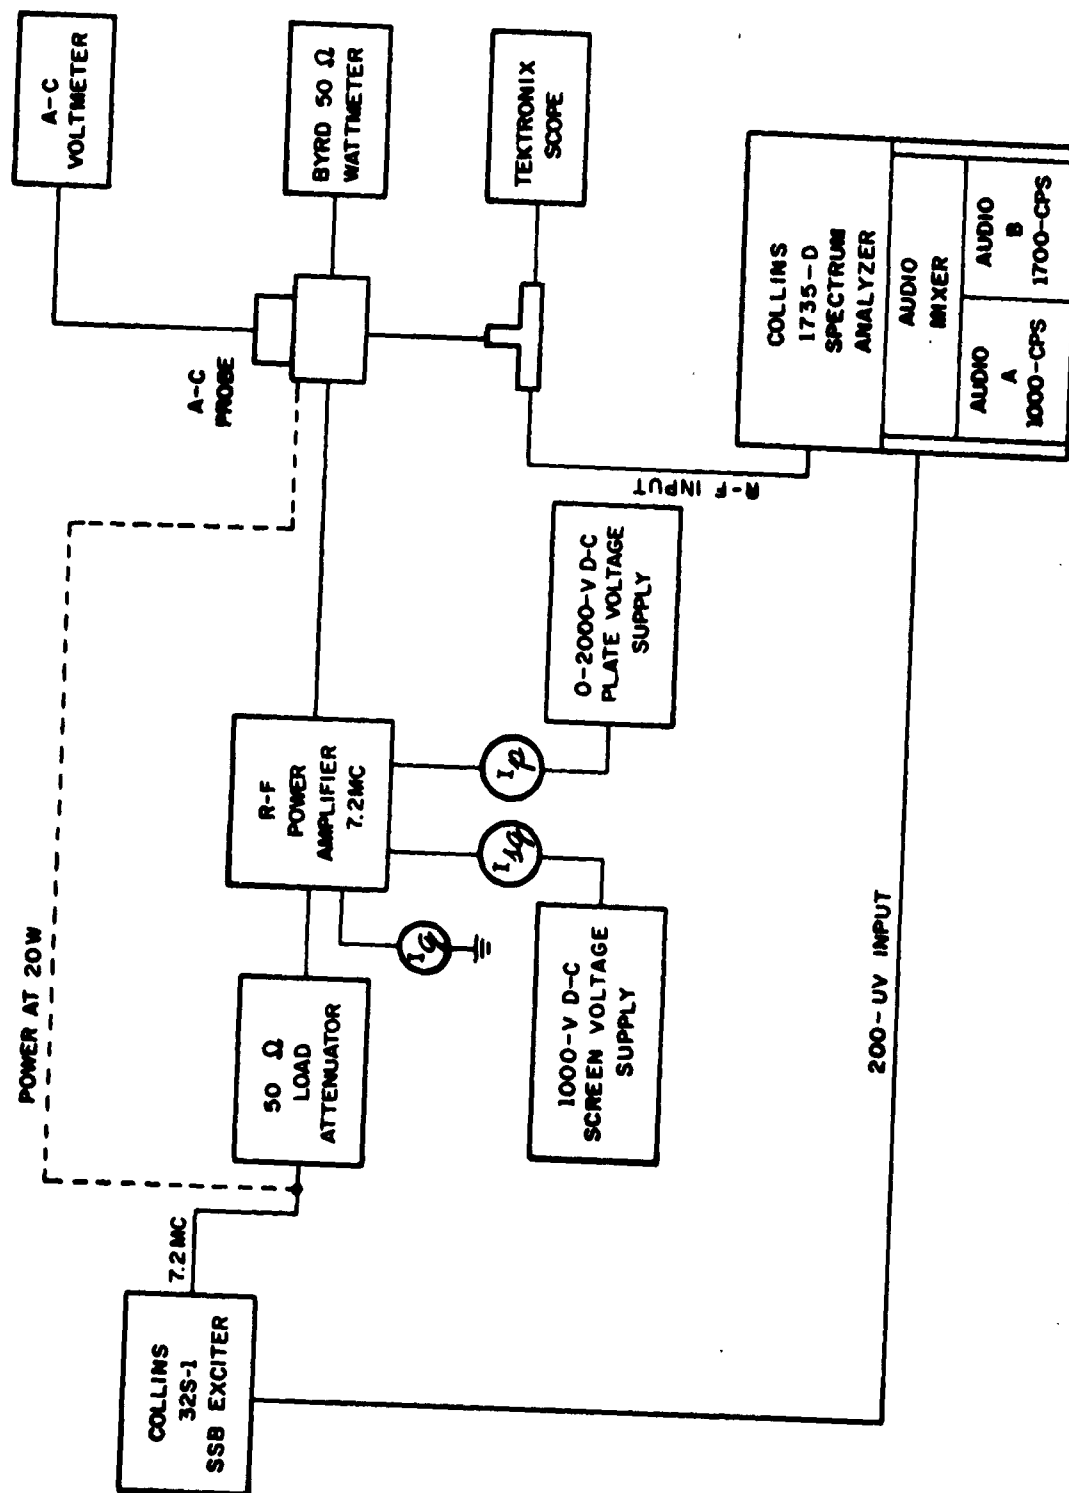 COLLINS
32S-1
SSB EXCITER
7.2MC
POWER AT 20W
50 Ω
LOAD
ATTENUATOR
Ig
R-F
POWER
AMPLIFIER
7.2MC
Isg
Ip
1000-V D-C
SCREEN VOLTAGE
SUPPLY
0-2000-V D-C
PLATE VOLTAGE
SUPPLY
A-C
PROBE
A-C
VOLTMETER
BYRD 50 Ω
WATTMETER
TEKTRONIX
SCOPE
R-F INPUT
COLLINS
1735-D
SPECTRUM
ANALYZER
AUDIO
MIXER
AUDIO
A
1000-CPS
AUDIO
B
1700-CPS
200-UV INPUT